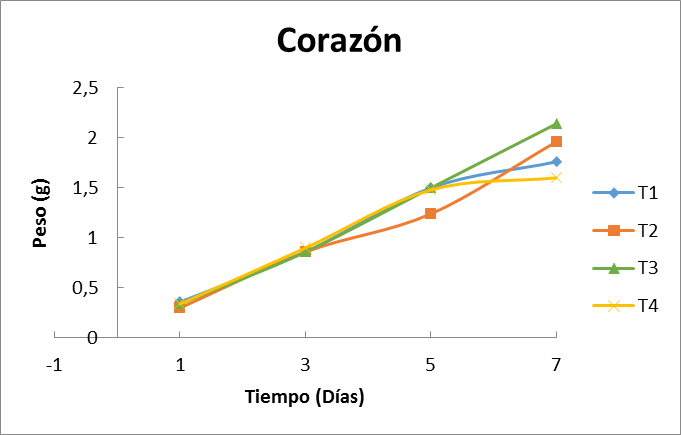 Corazón
2,5
2
1,5
1
0,5
0
-1 1 3 5 7
Peso (g)
Tiempo (Días)
T1
T2
T3
T4